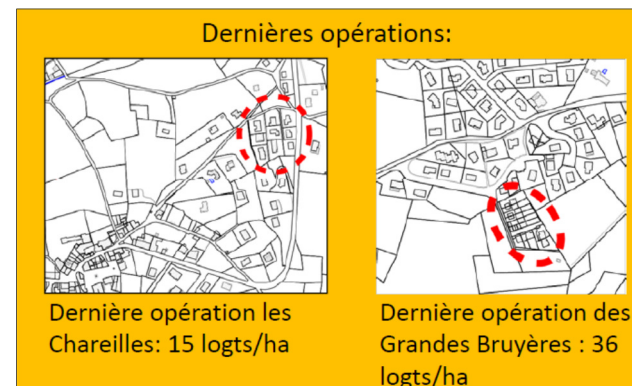 Dernières opérations:
Dernière opération les
Chareilles: 15 logts/ha
Dernière opération des
Grandes Bruyères : 36
logts/ha